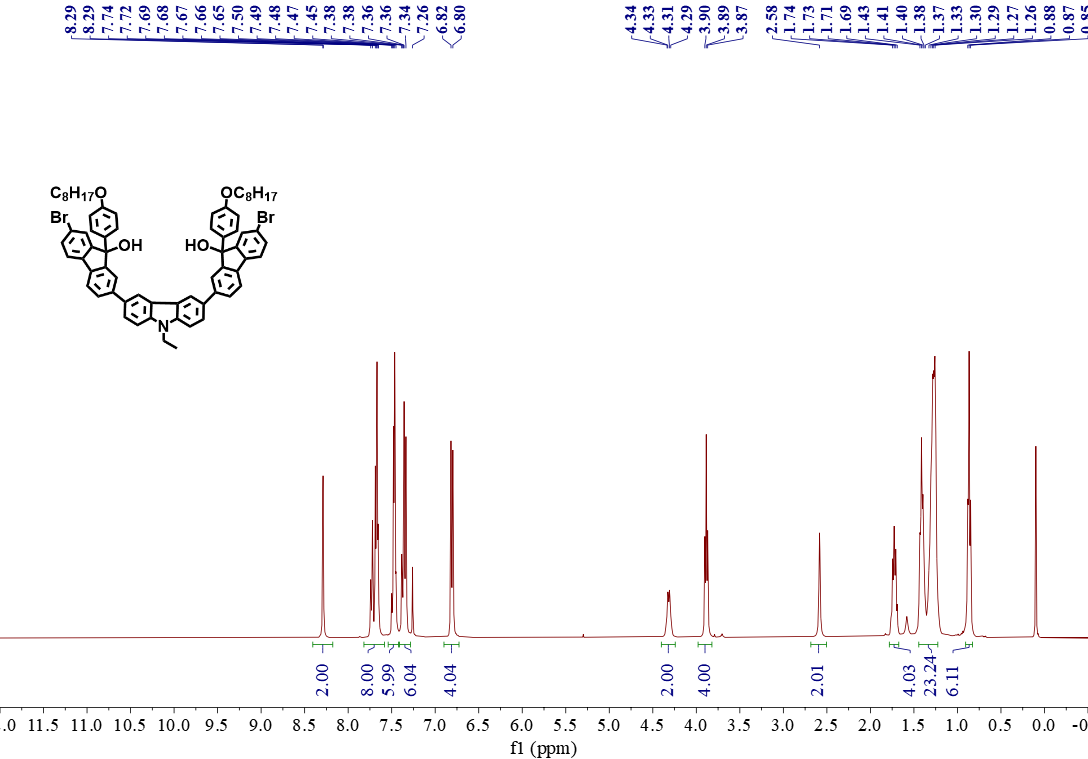 8.29 8.29 7.74 7.72 7.69 7.68 7.67 7.66 7.65 7.50 7.49 7.48 7.47 7.45 7.38 7.38 7.36 7.36 7.34 7.26 6.82 6.80 4.34 4.33 4.31 4.29 3.90 3.89 3.87 2.58 1.74 1.73 1.71 1.69 1.43 1.41 1.40 1.38 1.37 1.33 1.30 1.29 1.27 1.26 0.88 0.87 0.85
C8H17O OC8H17
Br Br
OH HO
N
2.00 8.00 5.99 6.04 4.04 2.00 4.00 2.01 4.03 23.24 6.11
.0 11.5 11.0 10.5 10.0 9.5 9.0 8.5 8.0 7.5 7.0 6.5 6.0 5.5 5.0 4.5 4.0 3.5 3.0 2.5 2.0 1.5 1.0 0.5 0.0 -0
f1 (ppm)